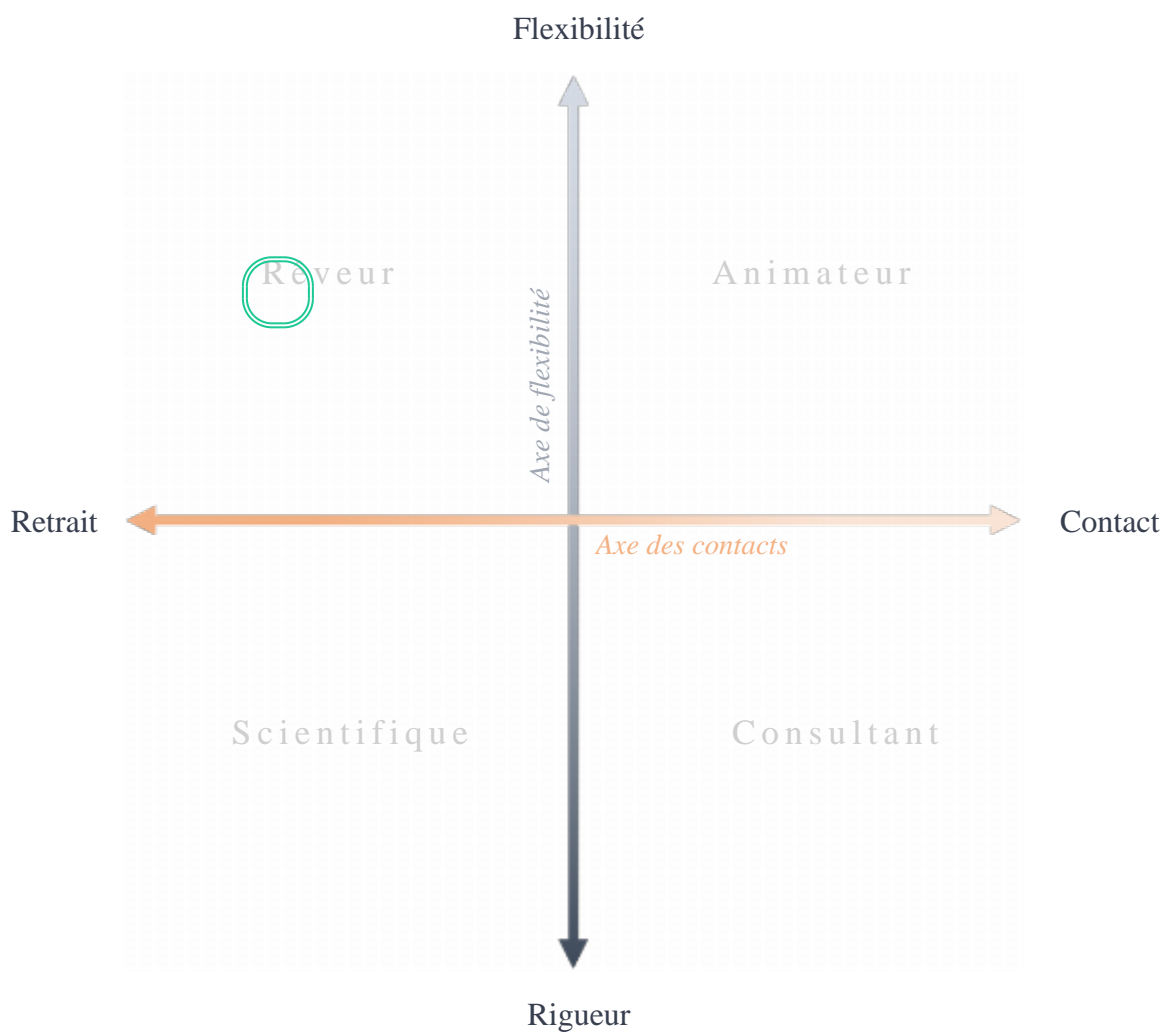 Flexibilité
Rêveur
Animateur
Axe de flexibilité
Retrait
Contact
Axe des contacts
Scientifique
Consultant
Rigueur